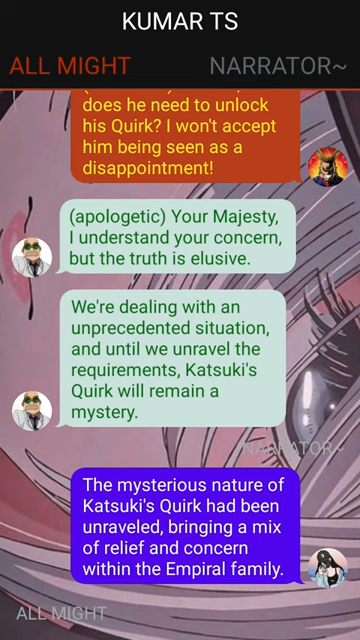 KUMAR TS
ALL MIGHT
NARRATOR~
does he need to unlock
his Quirk? I won't accept
him being seen as a
disappointment!
(apologetic) Your Majesty,
I understand your concern,
but the truth is elusive.
We're dealing with an
unprecedented situation,
and until we unravel the
requirements, Katsuki's
Quirk will remain a
mystery.
NARRATOR~
The mysterious nature of
Katsuki's Quirk had been
unraveled, bringing a mix
of relief and concern
within the Empiral family.
ALL MIGHT